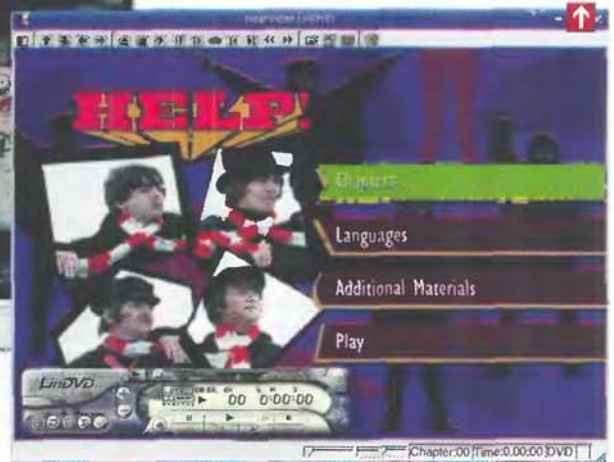 HELP!
Chapters
Languages
Additional Materials
Play
LinDVD
00 0:00:00
Chapter:00 Time:0:00:00 DVD